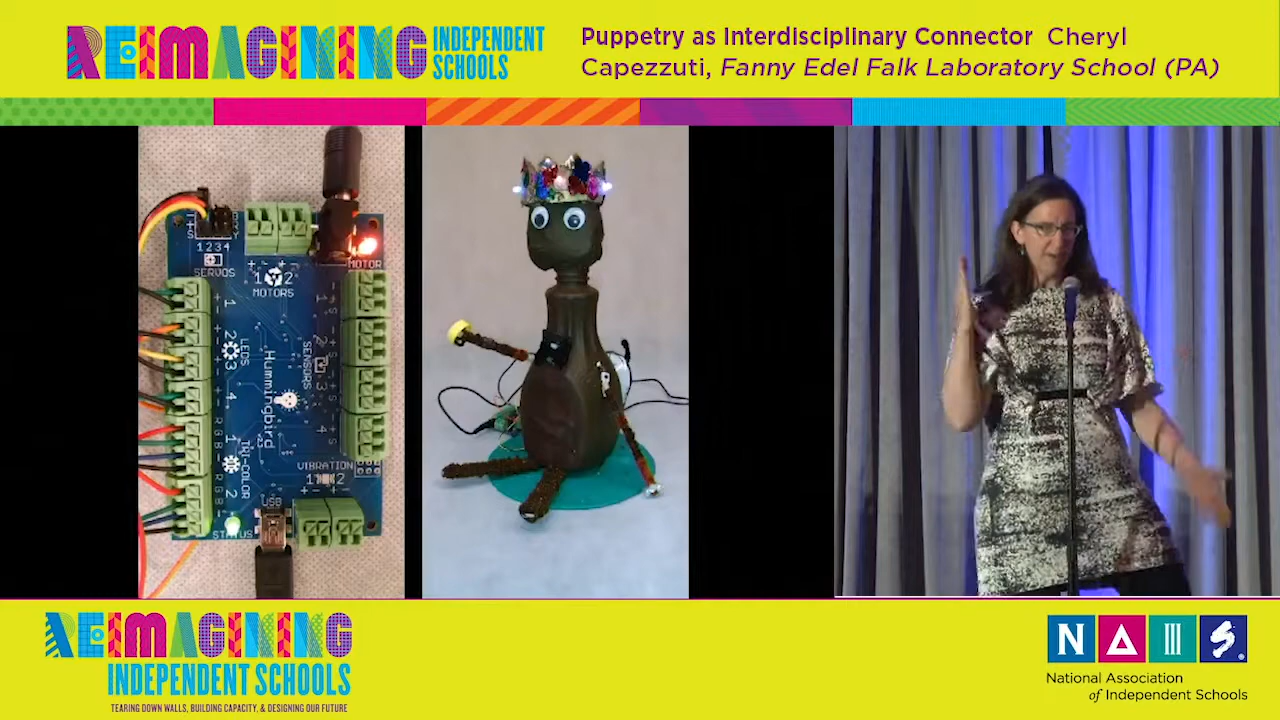 REIMAGINING INDEPENDENT SCHOOLS
Puppetry as Interdisciplinary Connector Cheryl
Capezzuti, Fanny Edel Falk Laboratory School (PA)
1234
SERVOS
1 2
MOTORS
MOTOR
LEDS
1
2
3
4
SENSORS
Hummingbird
TRI-COLOR
1
2
VIBRATION
1 2
USB
STATUS
REIMAGINING
INDEPENDENT SCHOOLS
TEARING DOWN WALLS, BUILDING CAPACITY, & DESIGNING OUR FUTURE
NAIS
National Association
of Independent Schools